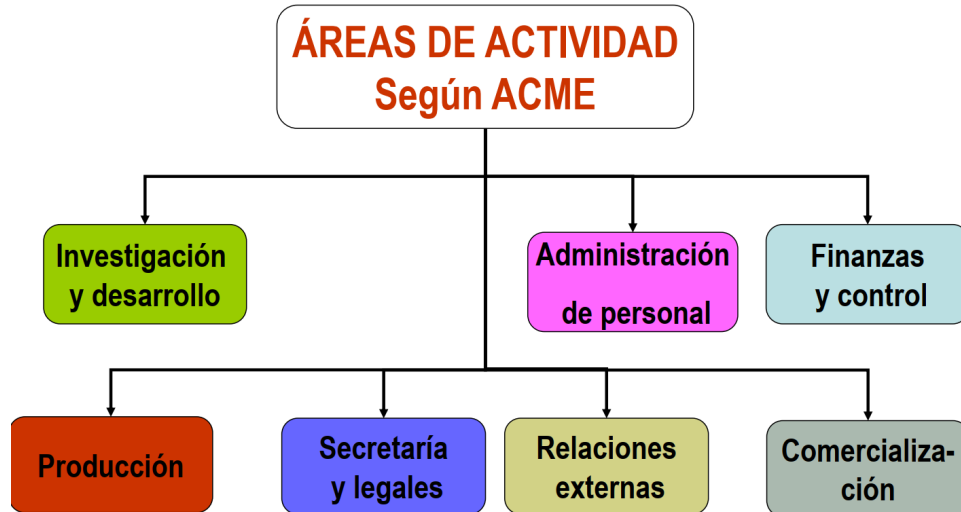 ÁREAS DE ACTIVIDAD
Según ACME
Investigación
y desarrollo
Administración
de personal
Finanzas
y control
Producción
Secretaría
y legales
Relaciones
externas
Comercializa-
ción